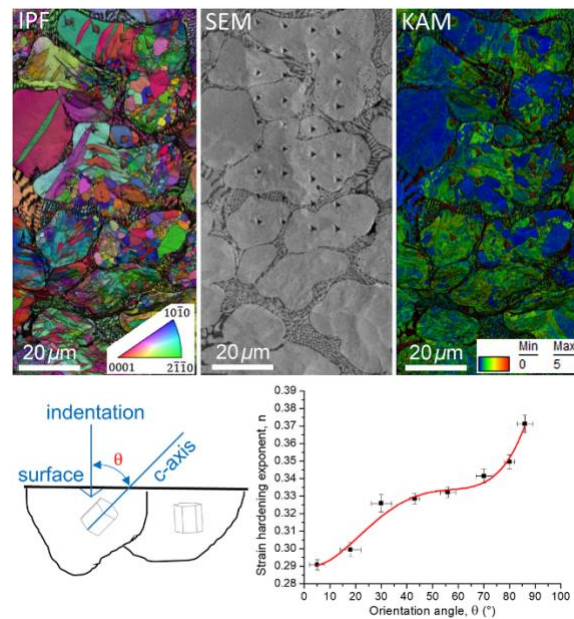 IPF
SEM
KAM
20 µm
0001
101̄0
21̄1̄0
20 µm
20 µm
Min Max
0 5
indentation
surface
θ
c-axis
Strain hardening exponent, n
0.39
0.38
0.37
0.36
0.35
0.34
0.33
0.32
0.31
0.30
0.29
0.28
0 10 20 30 40 50 60 70 80 90 100
Orientation angle, θ (°)